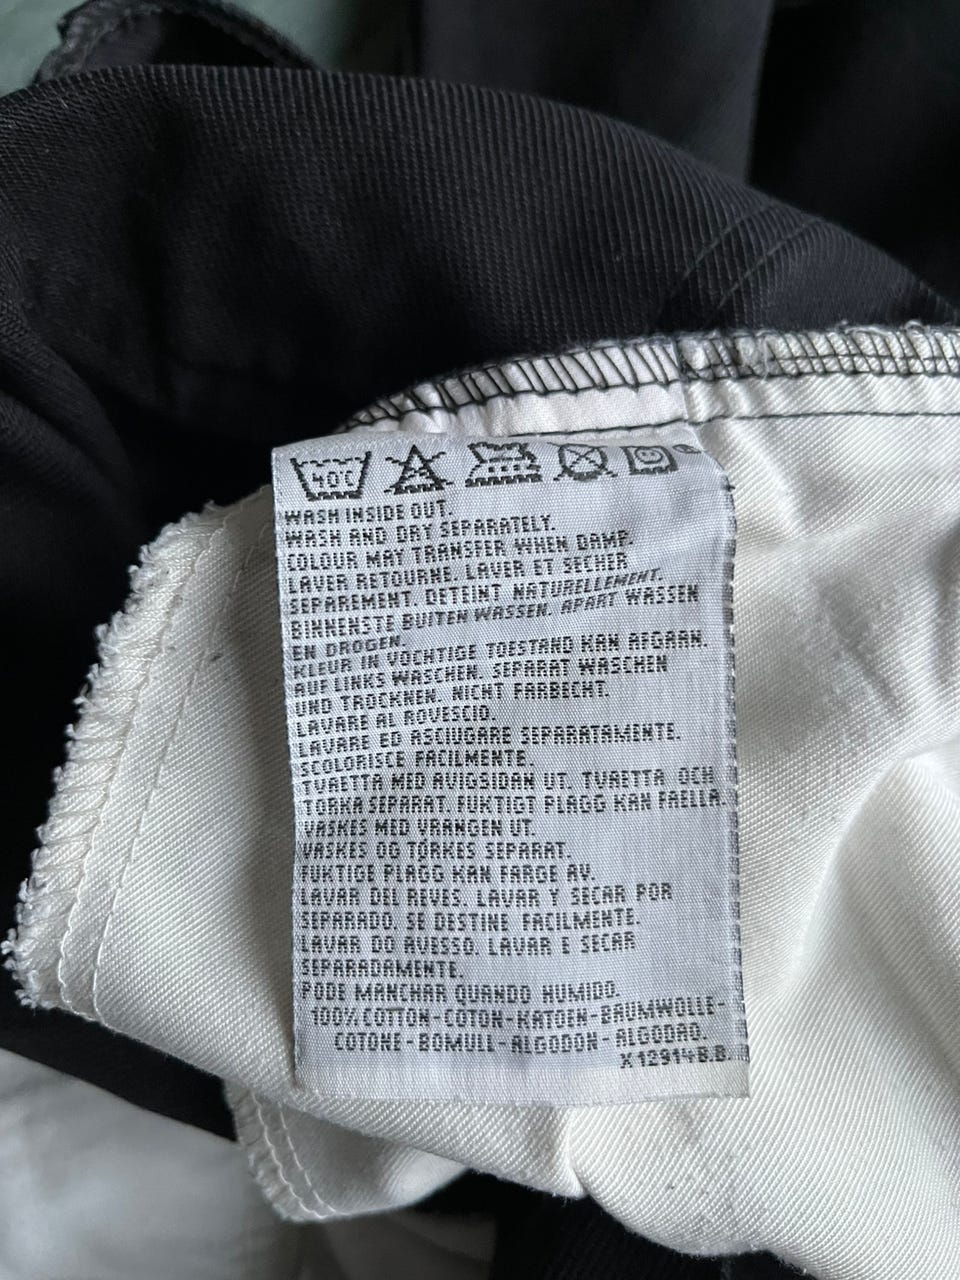 40℃
WASH INSIDE OUT.
WASH AND DRY SEPARATELY.
COLOUR MAY TRANSFER WHEN DAMP.
LAVER RETOURNE. LAVER ET SECHER
SEPAREMENT. DETEINT NATURELLEMENT.
BINNENSTE BUITEN WASSEN. APART WASSEN
EN DROGEN.
KLEUR IN VOCHTIGE TOESTAND KAN AFGAAN.
AUF LINKS WASCHEN. SEPARAT WASCHEN
UND TROCKNEN. NICHT FARBECHT.
LAVARE AL ROVESCIO.
LAVARE ED ASCIUGARE SEPARATAMENTE.
SCOLORISCE FACILMENTE.
TVAETTA MED AVIGSIDAN UT. TVAETTA OCH
TORKA SEPARAT. FUKTIGT PLAGG KAN FAELLA.
VASKES MED VRANGEN UT.
VASKES OG TØRKES SEPARAT.
FUKTIGE PLAGG KAN FARGE AV.
LAVAR DEL REVES. LAVAR Y SECAR POR
SEPARADO. SE DESTINE FACILMENTE.
LAVAR DO AVESSO. LAVAR E SECAR
SEPARADAMENTE.
PODE MANCHAR QUANDO HUMIDO.
100% COTTON-COTON-KATOEN-BAUMWOLLE-
COTONE-BOMULL-ALGODON-ALGODAO.
X12914B.B.